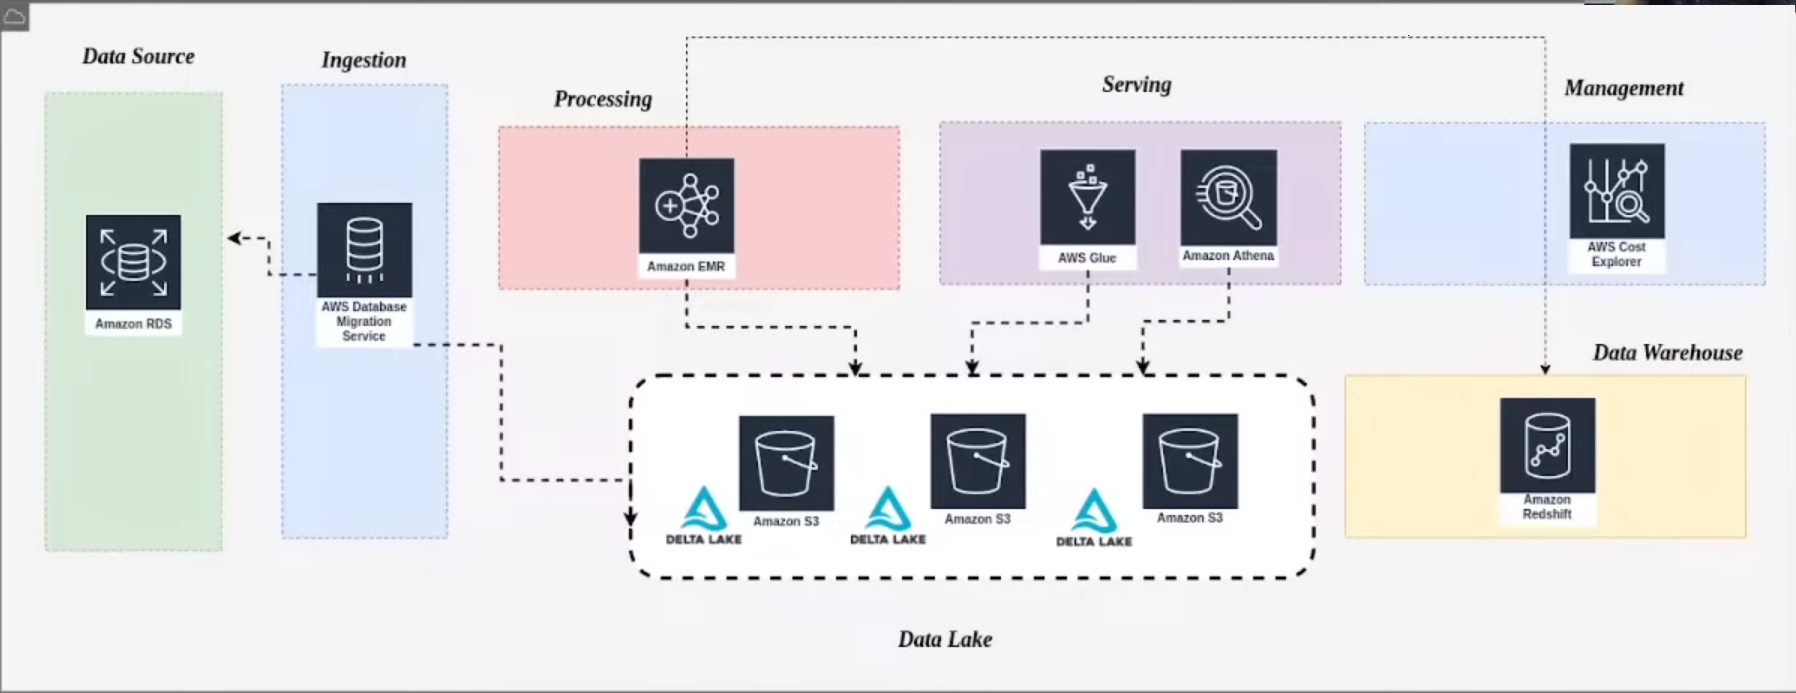 Data Source
Ingestion
Processing
Serving
Management
Amazon RDS
AWS Database
Migration
Service
Amazon EMR
AWS Glue
Amazon Athena
AWS Cost
Explorer
Data Warehouse
Amazon S3
DELTA LAKE
Amazon S3
DELTA LAKE
Amazon S3
DELTA LAKE
Amazon
Redshift
Data Lake